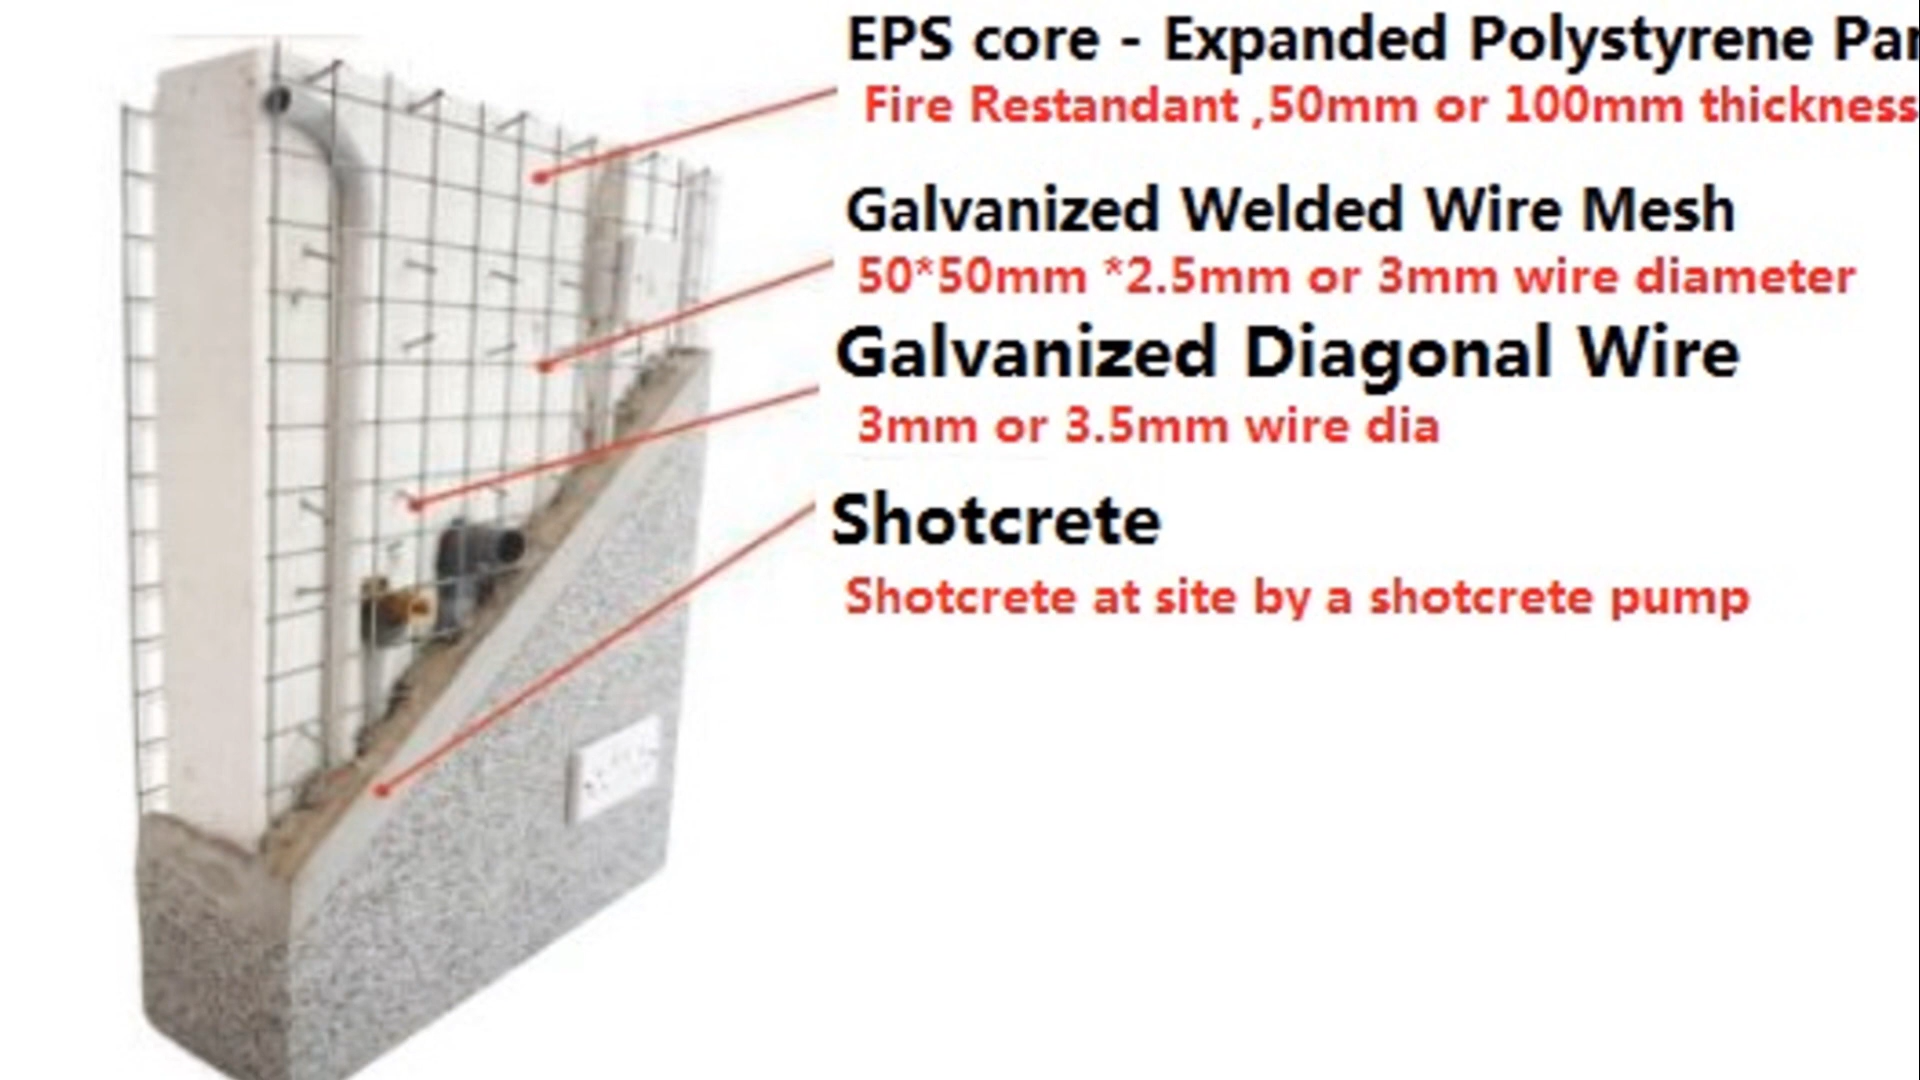 EPS core - Expanded Polystyrene
Fire Restandant ,50mm or 100mm thickness
Galvanized Welded Wire Mesh
50*50mm *2.5mm or 3mm wire diameter
Galvanized Diagonal Wire
3mm or 3.5mm wire dia
Shotcrete
Shotcrete at site by a shotcrete pump